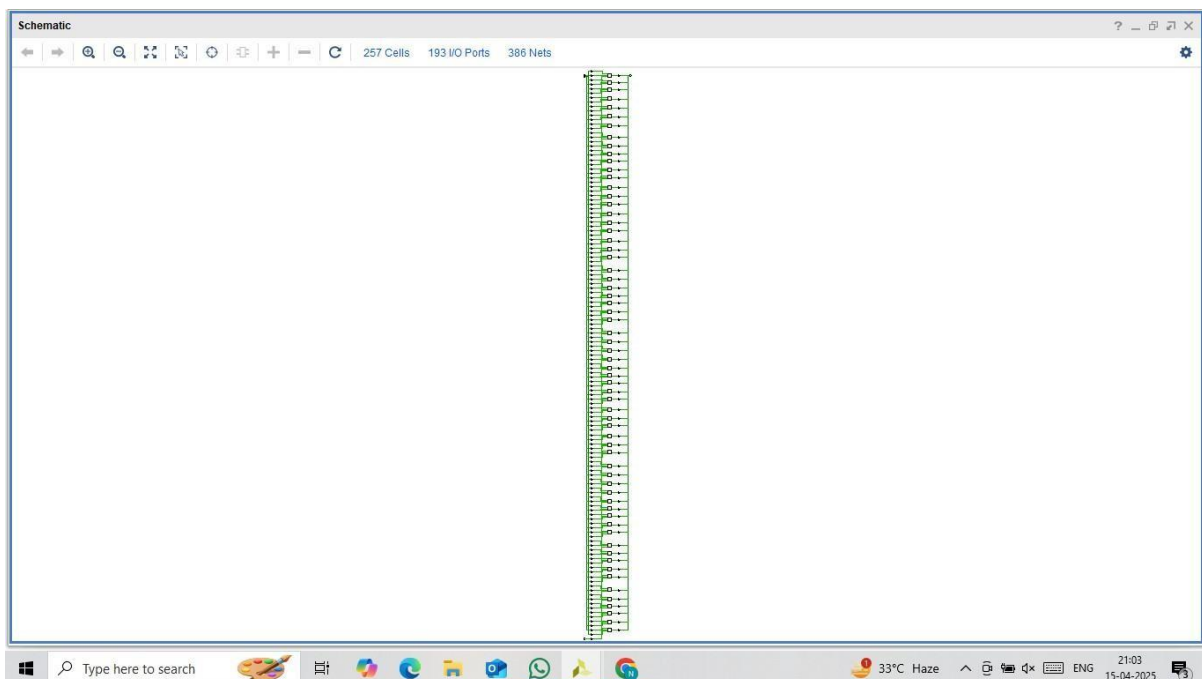 Schematic
257 Cells 193 I/O Ports 386 Nets
Type here to search
33°C Haze
ENG
21:03
15-04-2025
3